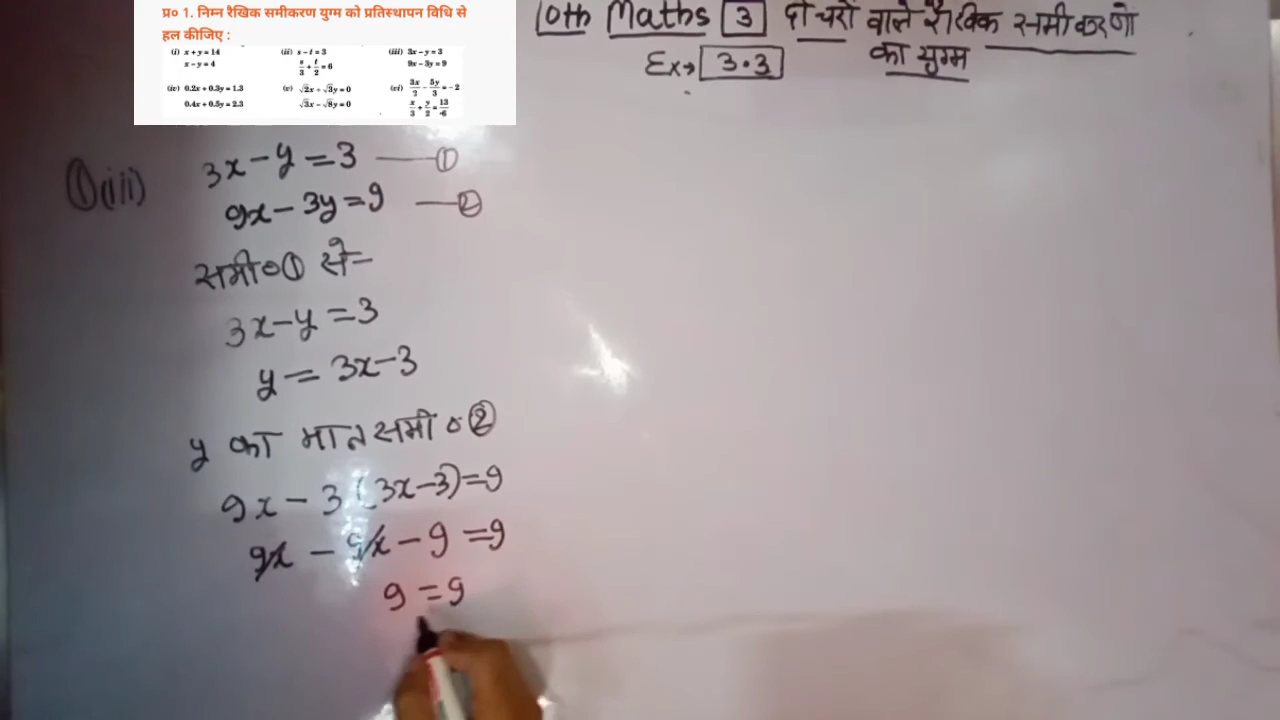 प्र० 1. निम्न रैखिक समीकरण युग्म को प्रतिस्थापन विधि से
हल कीजिए :
(i) x + y = 14 (ii) s − t = 3 (iii) 3x − y = 3
x − y = 4 s/3 + t/2 = 6 9x − 3y = 9
(iv) 0.2x + 0.3y = 1.3 (v) √2x + √3y = 0 (vi) 3x/2 − 5y/3 = −2
0.4x + 0.5y = 2.3 √3x − √8y = 0 x/3 + y/2 = 13/6
10th Maths 3 दो चरों वाले रैखिक समीकरणो
का युग्म
Ex→ 3.3
①(iii) 3x − y = 3 —①
9x − 3y = 9 —②
समी०① से−
3x − y = 3
y = 3x − 3
y का मान समी०②
9x − 3(3x−3)=9
9x − 9x − 9 = 9
9 = 9